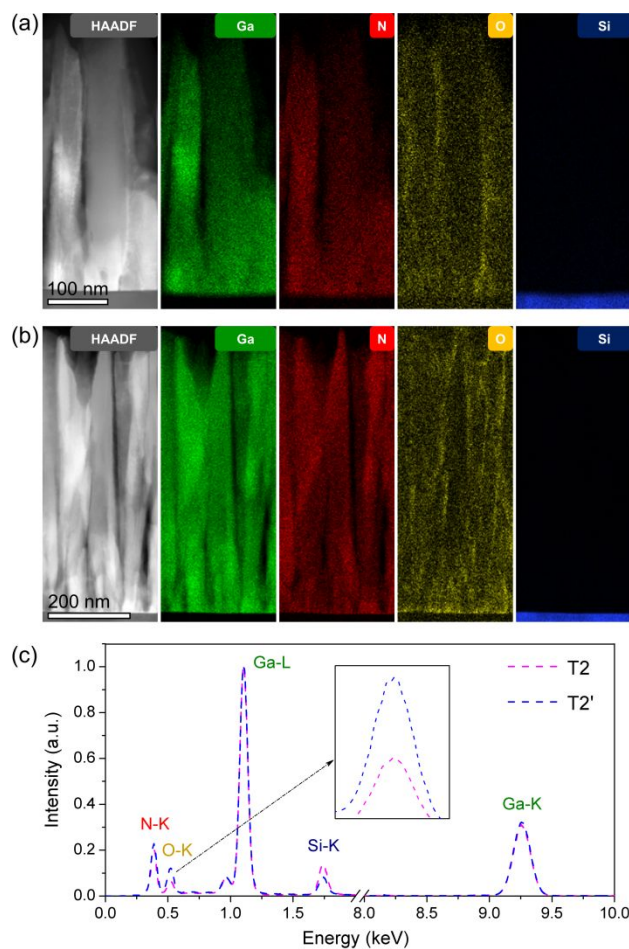 (a)
HAADF Ga N O Si
100 nm
(b)
HAADF Ga N O Si
200 nm
(c)
Ga-L
T2
T2'
N-K
O-K
Si-K
Ga-K
Intensity (a.u.)
1.0
0.8
0.6
0.4
0.2
0.0
0.0 0.5 1.0 1.5 8.0 8.5 9.0 9.5 10.0
Energy (keV)